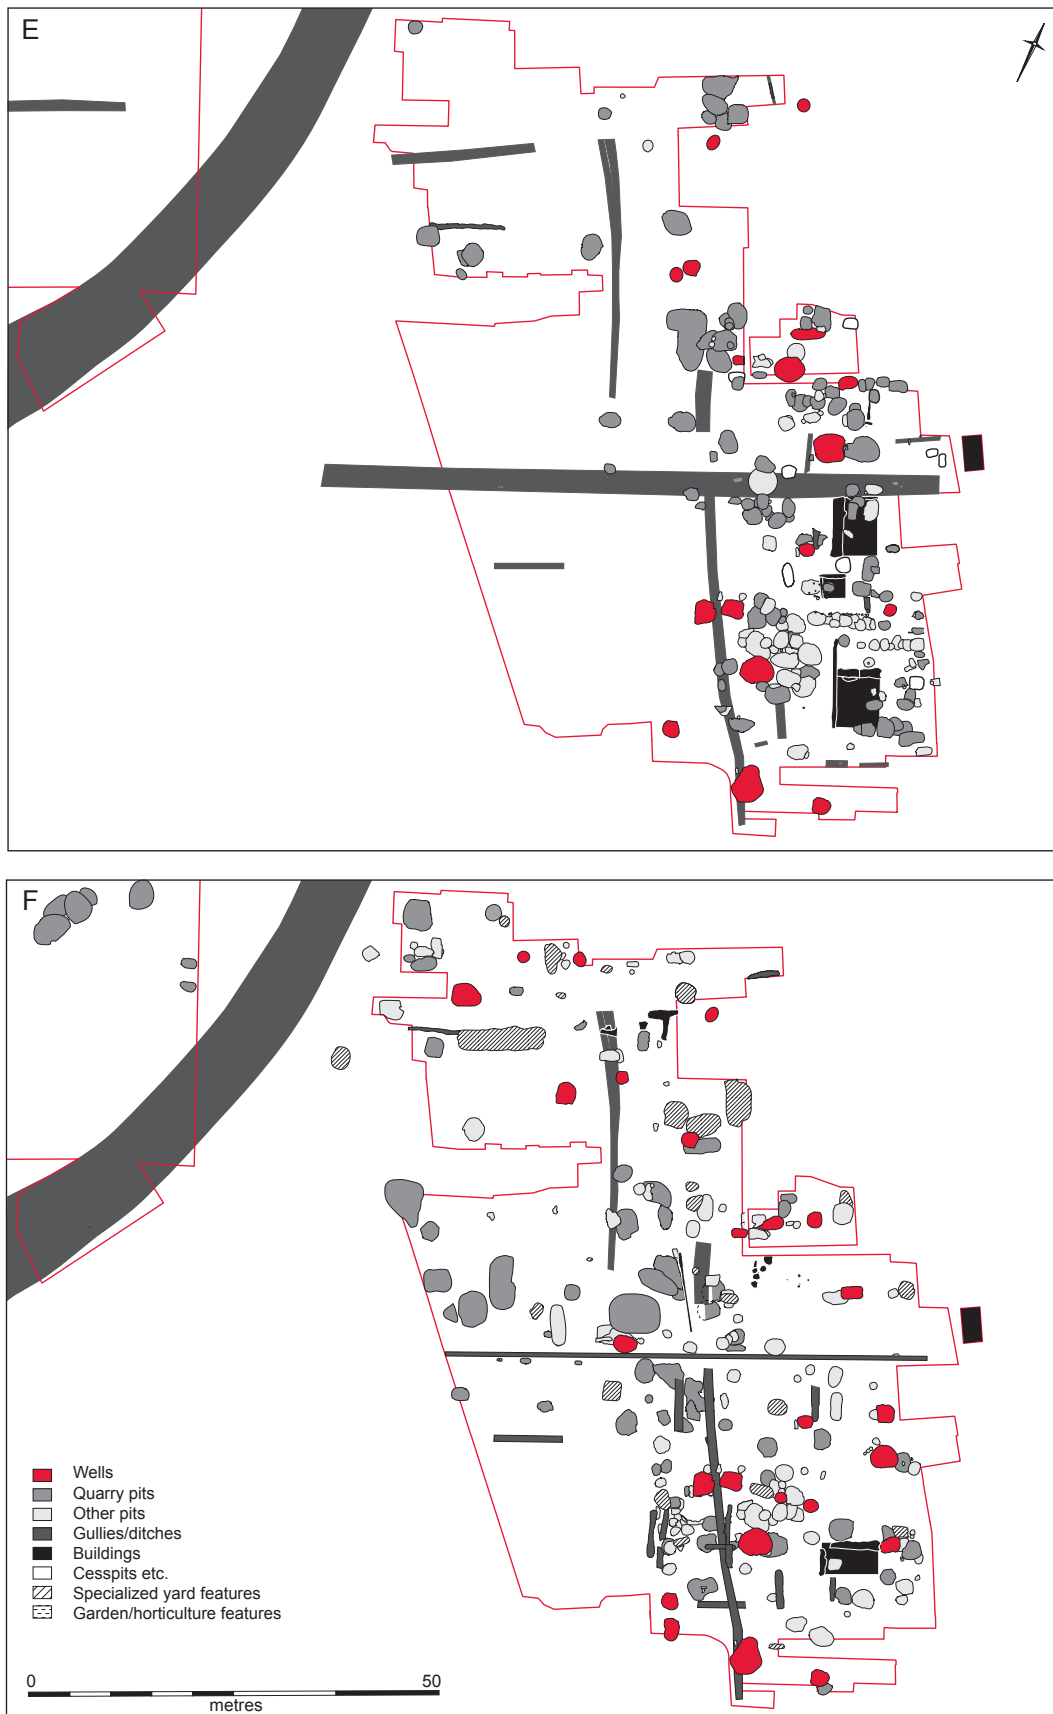 E
F
Wells
Quarry pits
Other pits
Gullies/ditches
Buildings
Cesspits etc.
Specialized yard features
Garden/horticulture features
0 50
metres